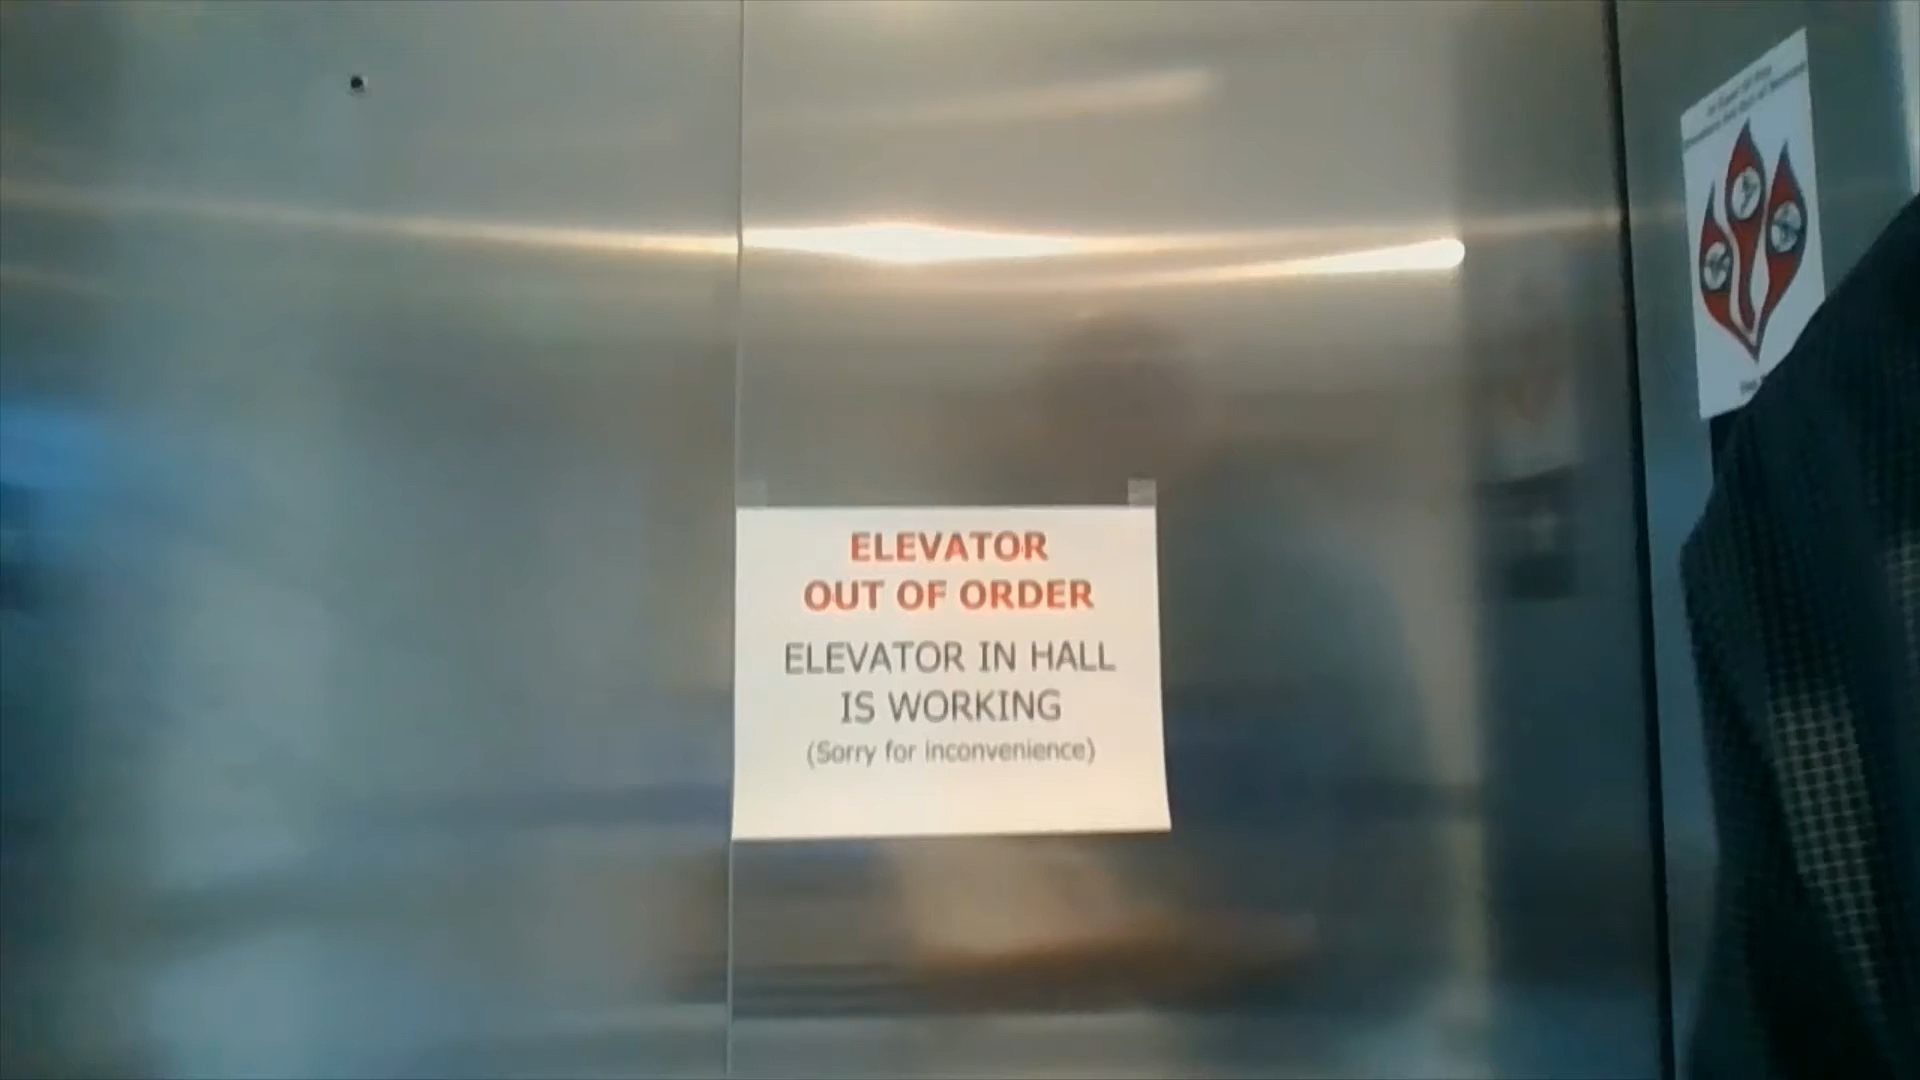 ELEVATOR
OUT OF ORDER
ELEVATOR IN HALL
IS WORKING
(Sorry for inconvenience)